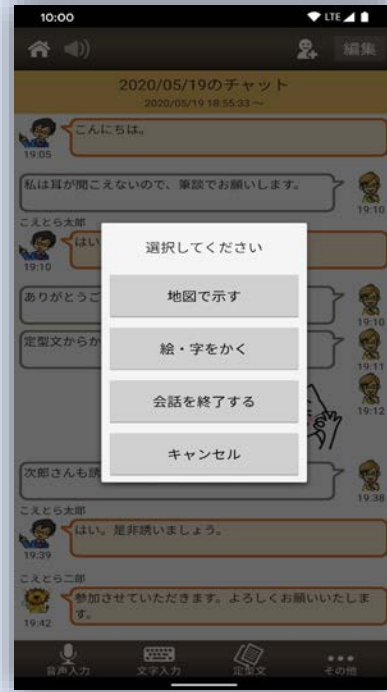 10:00
LTE
編集
2020/05/19のチャット
2020/05/19 18:55:33 ～
こんにちは。
19:05
私は耳が聞こえないので、筆談でお願いします。
19:10
こえとら太郎
はい
19:10
ありがとうご
19:10
定型文からか
19:11
19:12
選択してください
地図で示す
絵・字をかく
会話を終了する
キャンセル
次郎さんも誘
19:38
こえとら太郎
はい。是非誘いましょう。
19:39
こえとら二郎
参加させていただきます。よろしくお願いいたしま
す。
19:42
音声入力
文字入力
定型文
その他